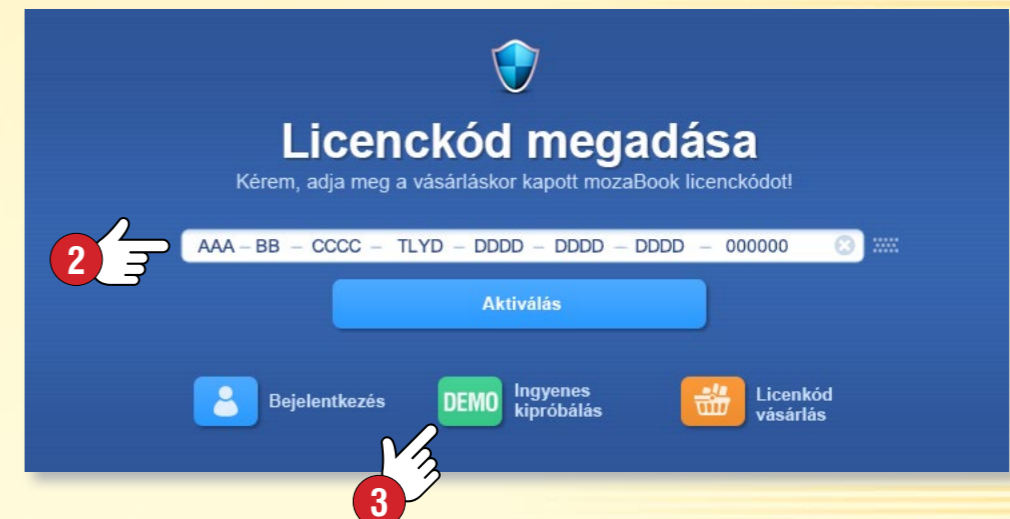 Licenckód megadása
Kérem, adja meg a vásárláskor kapott mozaBook licenckódot!
2
AAA – BB – CCCC – TLYD – DDDD – DDDD – DDDD – 000000
Aktiválás
Bejelentkezés
DEMO
Ingyenes
kipróbálás
Licenkód
vásárlás
3